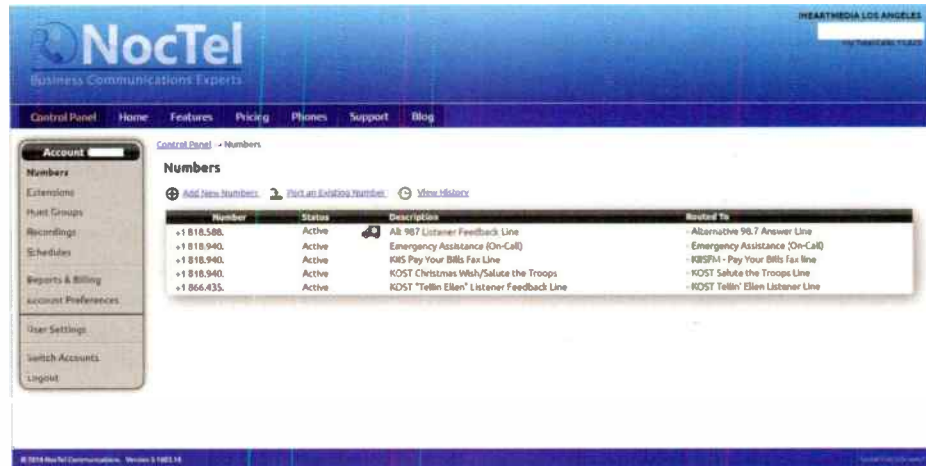 IHEARTMEDIA LOS ANGELES
NocTel
Business Communications Experts
Control Panel Home Features Pricing Phones Support Blog
Account
Numbers
Extensions
Hunt Groups
Recordings
Schedules
Reports & Billing
Account Preferences
User Settings
Switch Accounts
Logout
Control Panel → Numbers
Numbers
Add New Numbers Port an Existing Number View History
Number Status Description Routed To
+1 818.588. Active Alt 987 Listener Feedback Line - Alternative 98.7 Answer Line
+1 818.940. Active Emergency Assistance (On-Call) - Emergency Assistance (On-Call)
+1 818.940. Active KIIS Pay Your Bills Fax Line - KIISFM - Pay Your Bills fax line
+1 818.940. Active KOST Christmas Wish/Salute the Troops - KOST Salute the Troops Line
+1 866.435. Active KOST "Tellin Ellen" Listener Feedback Line - KOST Tellin' Ellen Listener Line
NocTel Communications. Version